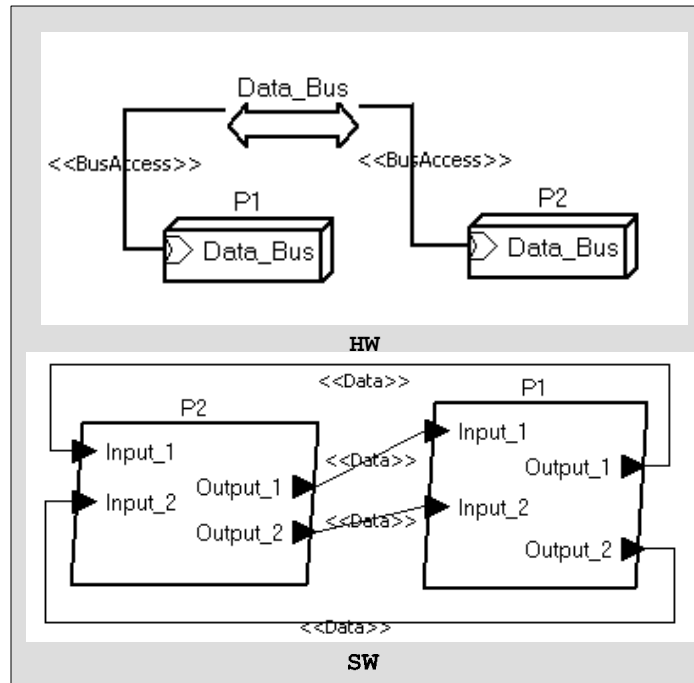 Data_Bus
<<BusAccess>>
<<BusAccess>>
P1
P2
Data_Bus
Data_Bus
HW
<<Data>>
P2
P1
Input_1
Input_1
<<Data>>
Output_1
Output_1
Input_2
Input_2
<<Data>>
Output_2
Output_2
<<Data>>
SW